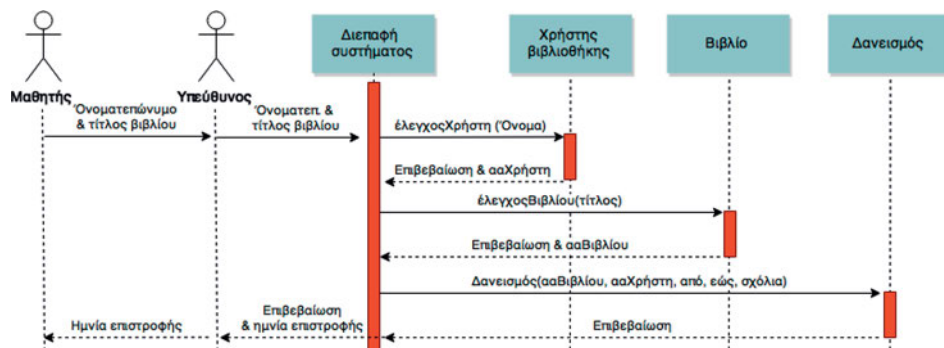 Διεπαφή
συστήματος
Χρήστης
βιβλιοθήκης
Βιβλίο
Δανεισμός
Μαθητής
Υπεύθυνος
Όνοματεπώνυμο
& τίτλος βιβλίου
Όνοματεπ. &
τίτλος βιβλίου
έλεγχοςΧρήστη (Όνομα)
Επιβεβαίωση & ααΧρήστη
έλεγχοςΒιβλίου(τίτλος)
Επιβεβαίωση & ααΒιβλίου
Δανεισμός(ααΒιβλίου, ααΧρήστη, από, εώς, σχόλια)
Επιβεβαίωση
& ημνία επιστροφής
Ημνία επιστροφής
Επιβεβαίωση